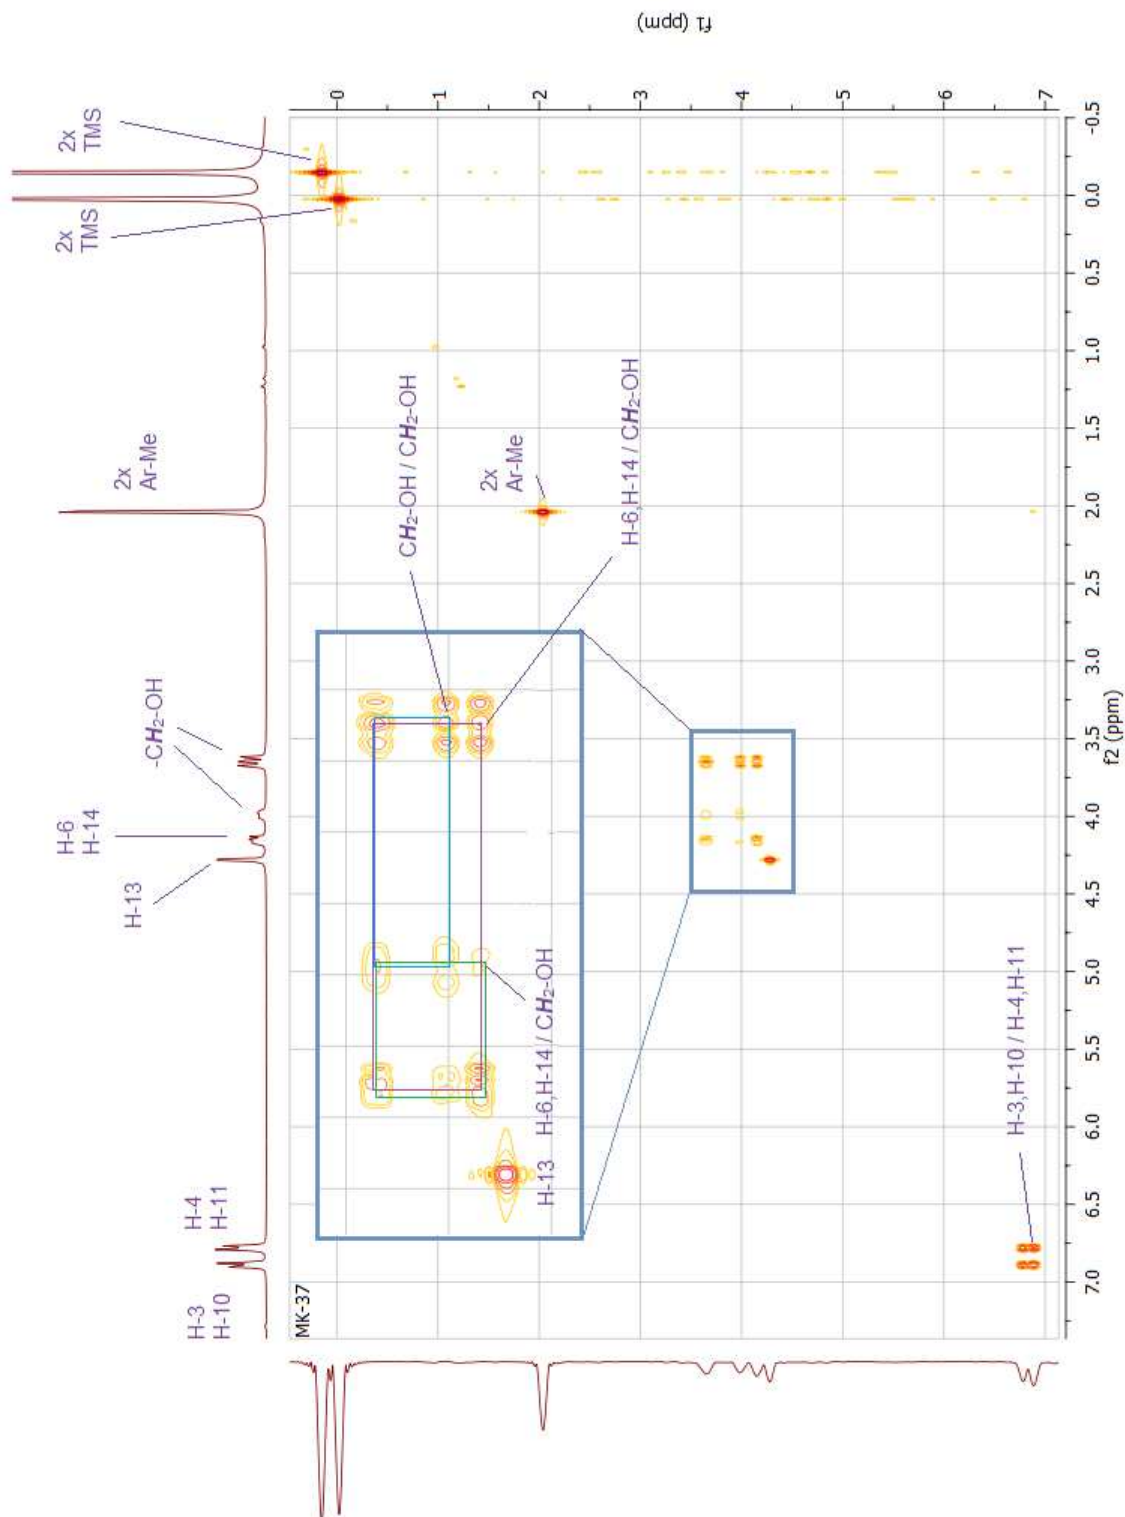 2x
TMS
2x
TMS
2x
Ar-Me
-CH₂-OH
H-6
H-14
H-13
H-4
H-11
H-3
H-10
MK-37
CH₂-OH / CH₂-OH
H-6,H-14 / CH₂-OH
2x
Ar-Me
H-6,H-14 / CH₂-OH
H-13
H-3,H-10 / H-4,H-11
7.0 6.5 6.0 5.5 5.0 4.5 4.0 3.5 3.0 2.5 2.0 1.5 1.0 0.5 0.0 -0.5
f2 (ppm)
0
1
2
3
4
5
6
7
f1 (ppm)